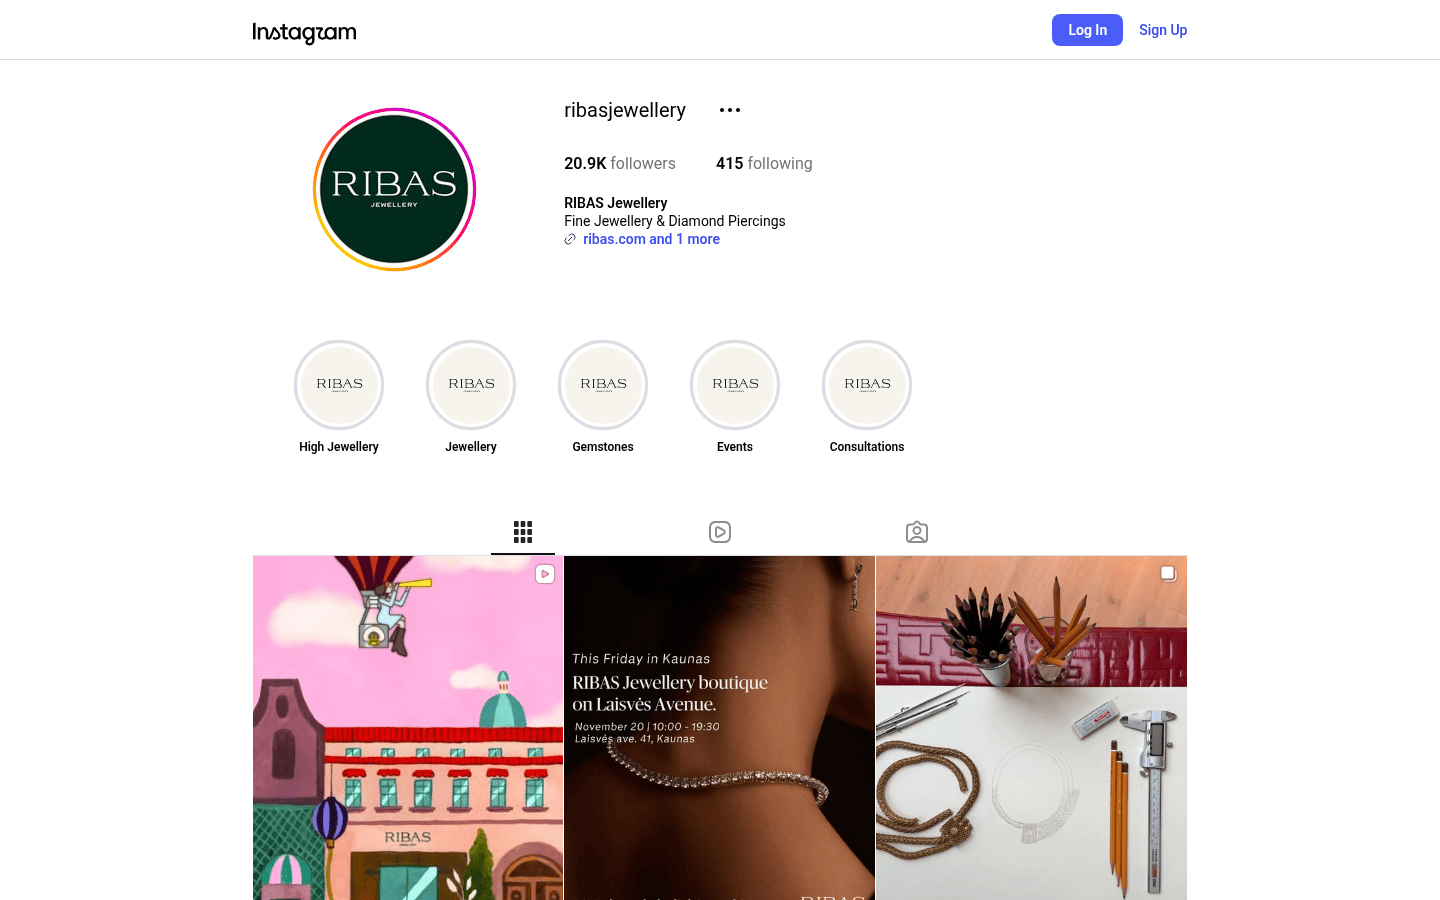 Instagram
Log In
Sign Up
ribasjewellery
20.9K followers
415 following
RIBAS Jewellery
Fine Jewellery & Diamond Piercings
ribas.com and 1 more
RIBAS
JEWELLERY
RIBAS
RIBAS
RIBAS
RIBAS
RIBAS
High Jewellery
Jewellery
Gemstones
Events
Consultations
This Friday in Kaunas
RIBAS Jewellery boutique
on Laisvės Avenue.
November 20 | 10:00 - 19:30
Laisvės ave. 41, Kaunas
RIBAS
RIBAS